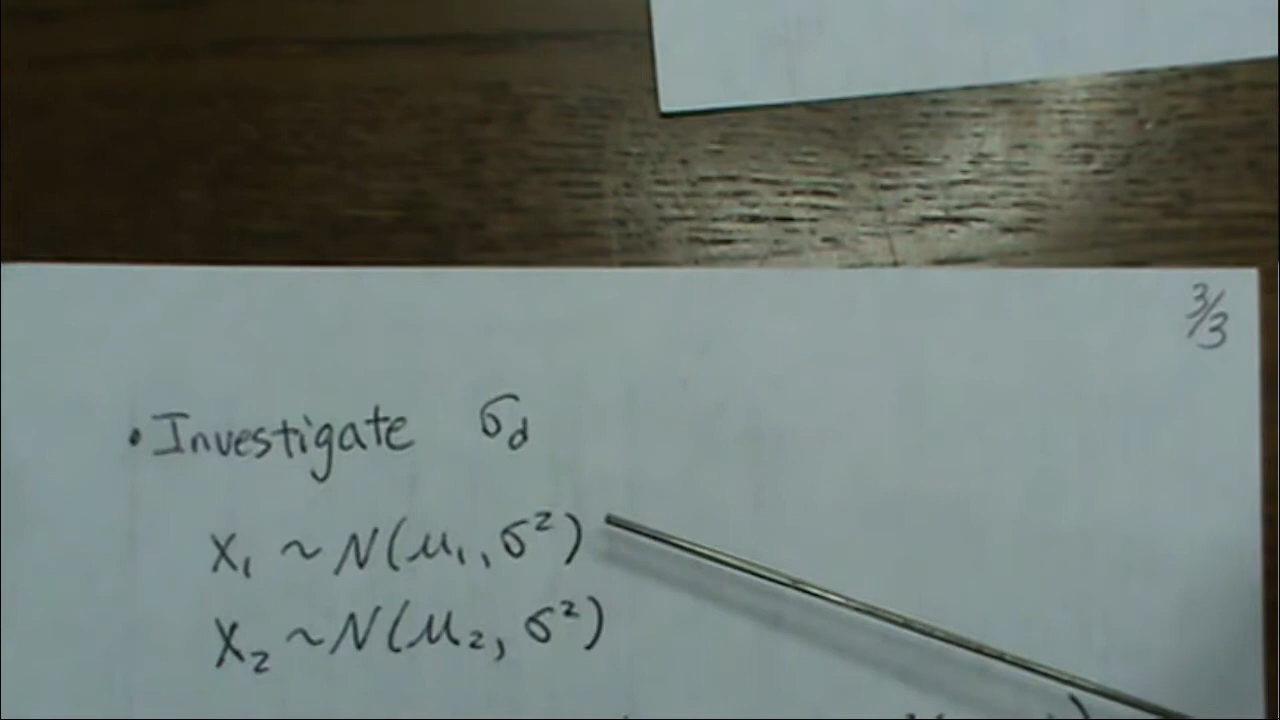 3/3
• Investigate σd
X₁ ~ N(μ₁, σ²)
X₂ ~ N(μ₂, σ²)